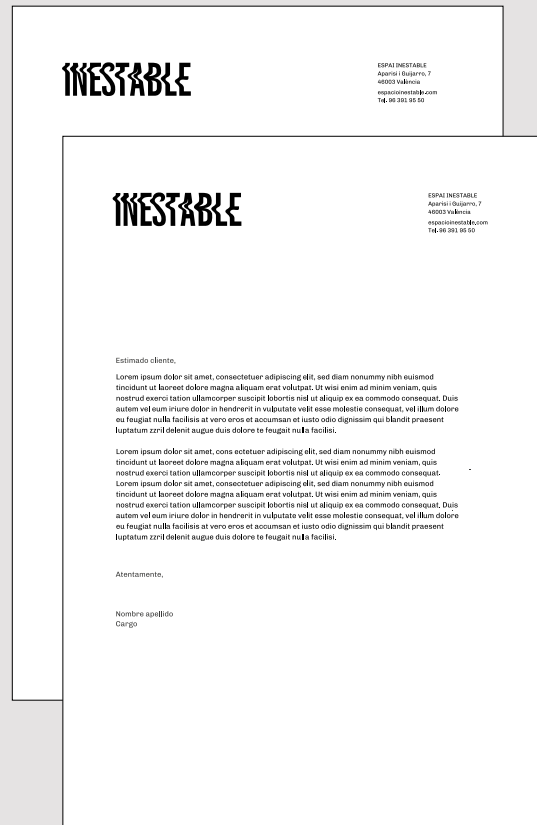 INESTABLE
ESPAI INESTABLE
Aparisi i Guijarro, 7
46003 València
espacioinestable.com
Tel. 96 391 95 50
INESTABLE
ESPAI INESTABLE
Aparisi i Guijarro, 7
46003 València
espacioinestable.com
Tel. 96 391 95 50
Estimado cliente,
Lorem ipsum dolor sit amet, consectetuer adipiscing elit, sed diam nonummy nibh euismod
tincidunt ut laoreet dolore magna aliquam erat volutpat. Ut wisi enim ad minim veniam, quis
nostrud exerci tation ullamcorper suscipit lobortis nisl ut aliquip ex ea commodo consequat. Duis
autem vel eum iriure dolor in hendrerit in vulputate velit esse molestie consequat, vel illum dolore
eu feugiat nulla facilisis at vero eros et accumsan et iusto odio dignissim qui blandit praesent
luptatum zzril delenit augue duis dolore te feugait nulla facilisi.
Lorem ipsum dolor sit amet, cons ectetuer adipiscing elit, sed diam nonummy nibh euismod
tincidunt ut laoreet dolore magna aliquam erat volutpat. Ut wisi enim ad minim veniam, quis
nostrud exerci tation ullamcorper suscipit lobortis nisl ut aliquip ex ea commodo consequat.
Lorem ipsum dolor sit amet, consectetuer adipiscing elit, sed diam nonummy nibh euismod
tincidunt ut laoreet dolore magna aliquam erat volutpat. Ut wisi enim ad minim veniam, quis
nostrud exerci tation ullamcorper suscipit lobortis nisl ut aliquip ex ea commodo consequat. Duis
autem vel eum iriure dolor in hendrerit in vulputate velit esse molestie consequat, vel illum dolore
eu feugiat nulla facilisis at vero eros et accumsan et iusto odio dignissim qui blandit praesent
luptatum zzril delenit augue duis dolore te feugait nulla facilisi.
Atentamente,
Nombre apellido
Cargo